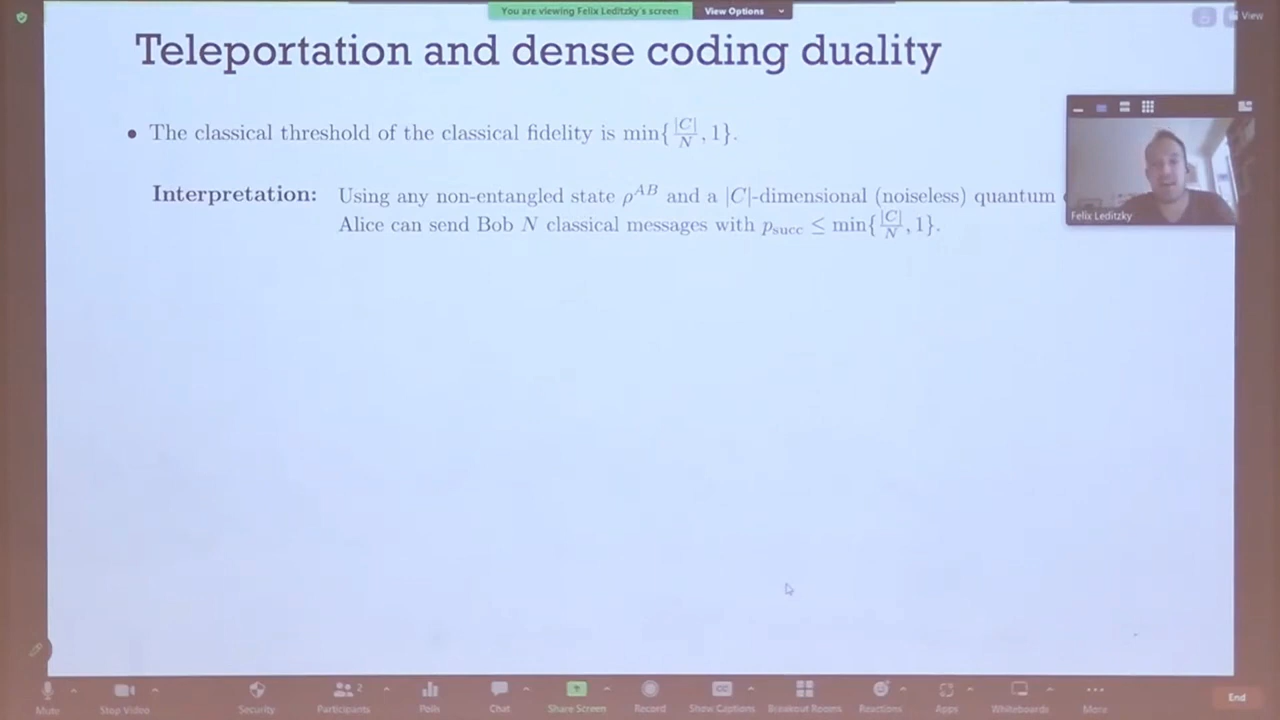 You are viewing Felix Leditzky's screen View Options
View
Teleportation and dense coding duality
• The classical threshold of the classical fidelity is min{|C|/N, 1}.
Interpretation: Using any non-entangled state ρ^AB and a |C|-dimensional (noiseless) quantum
Alice can send Bob N classical messages with p_succ ≤ min{|C|/N, 1}.
Felix Leditzky
Mute Stop Video Security Participants 2 Polls Chat Share Screen Record Show Captions Breakout Rooms Reactions Apps Whiteboards More End